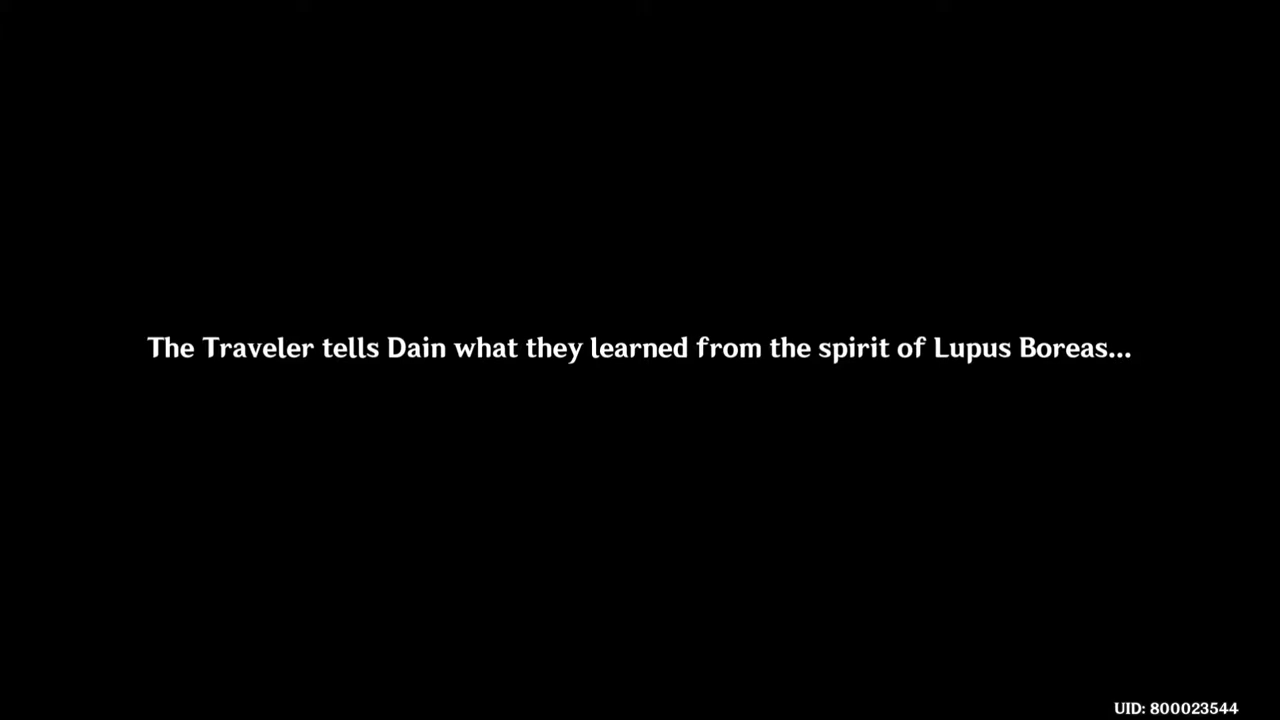 The Traveler tells Dain what they learned from the spirit of Lupus Boreas...
UID: 800023544